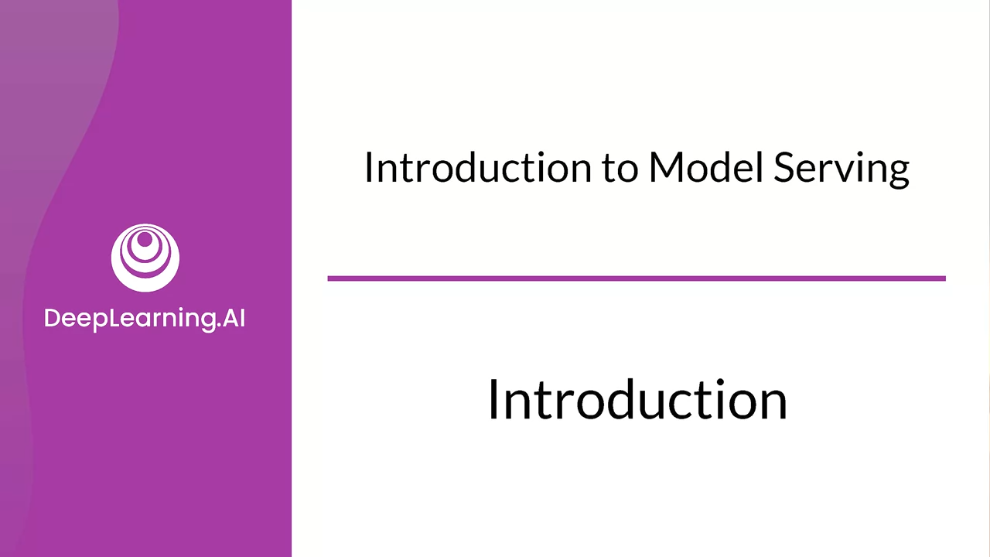 Introduction to Model Serving
DeepLearning.AI
Introduction